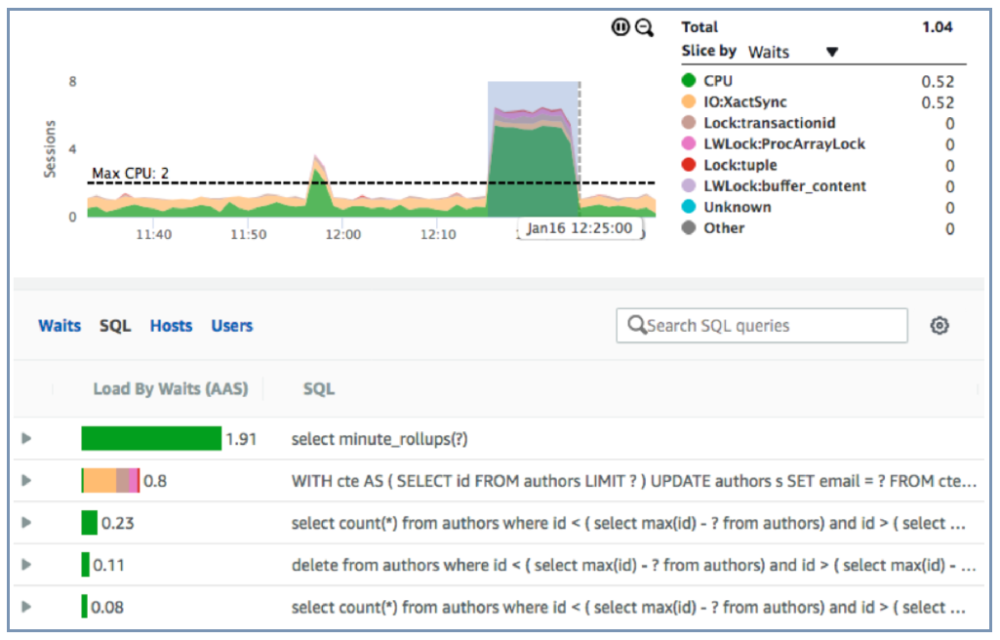 Total 1.04
Slice by Waits
CPU 0.52
IO:XactSync 0.52
Lock:transactionid 0
LWLock:ProcArrayLock 0
Lock:tuple 0
LWLock:buffer_content 0
Unknown 0
Other 0
Sessions
8
4
0
Max CPU: 2
11:40 11:50 12:00 12:10
Jan16 12:25:00
Waits SQL Hosts Users
Search SQL queries
Load By Waits (AAS) SQL
1.91 select minute_rollups(?)
0.8 WITH cte AS ( SELECT id FROM authors LIMIT ? ) UPDATE authors s SET email = ? FROM cte...
0.23 select count(*) from authors where id < ( select max(id) - ? from authors) and id > ( select ...
0.11 delete from authors where id < ( select max(id) - ? from authors) and id > ( select max(id) - ...
0.08 select count(*) from authors where id < ( select max(id) - ? from authors) and id > ( select ...